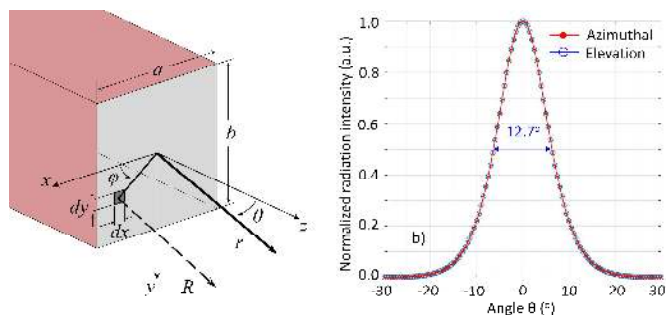 a
b
x
φ
dy
dx
y
R
r
θ
z
Normalized radiation intensity (a.u.)
1.0
0.8
0.6
0.4
0.2
0.0
Azimuthal
Elevation
12.7°
b)
-30 -20 -10 0 10 20 30
Angle θ (°)